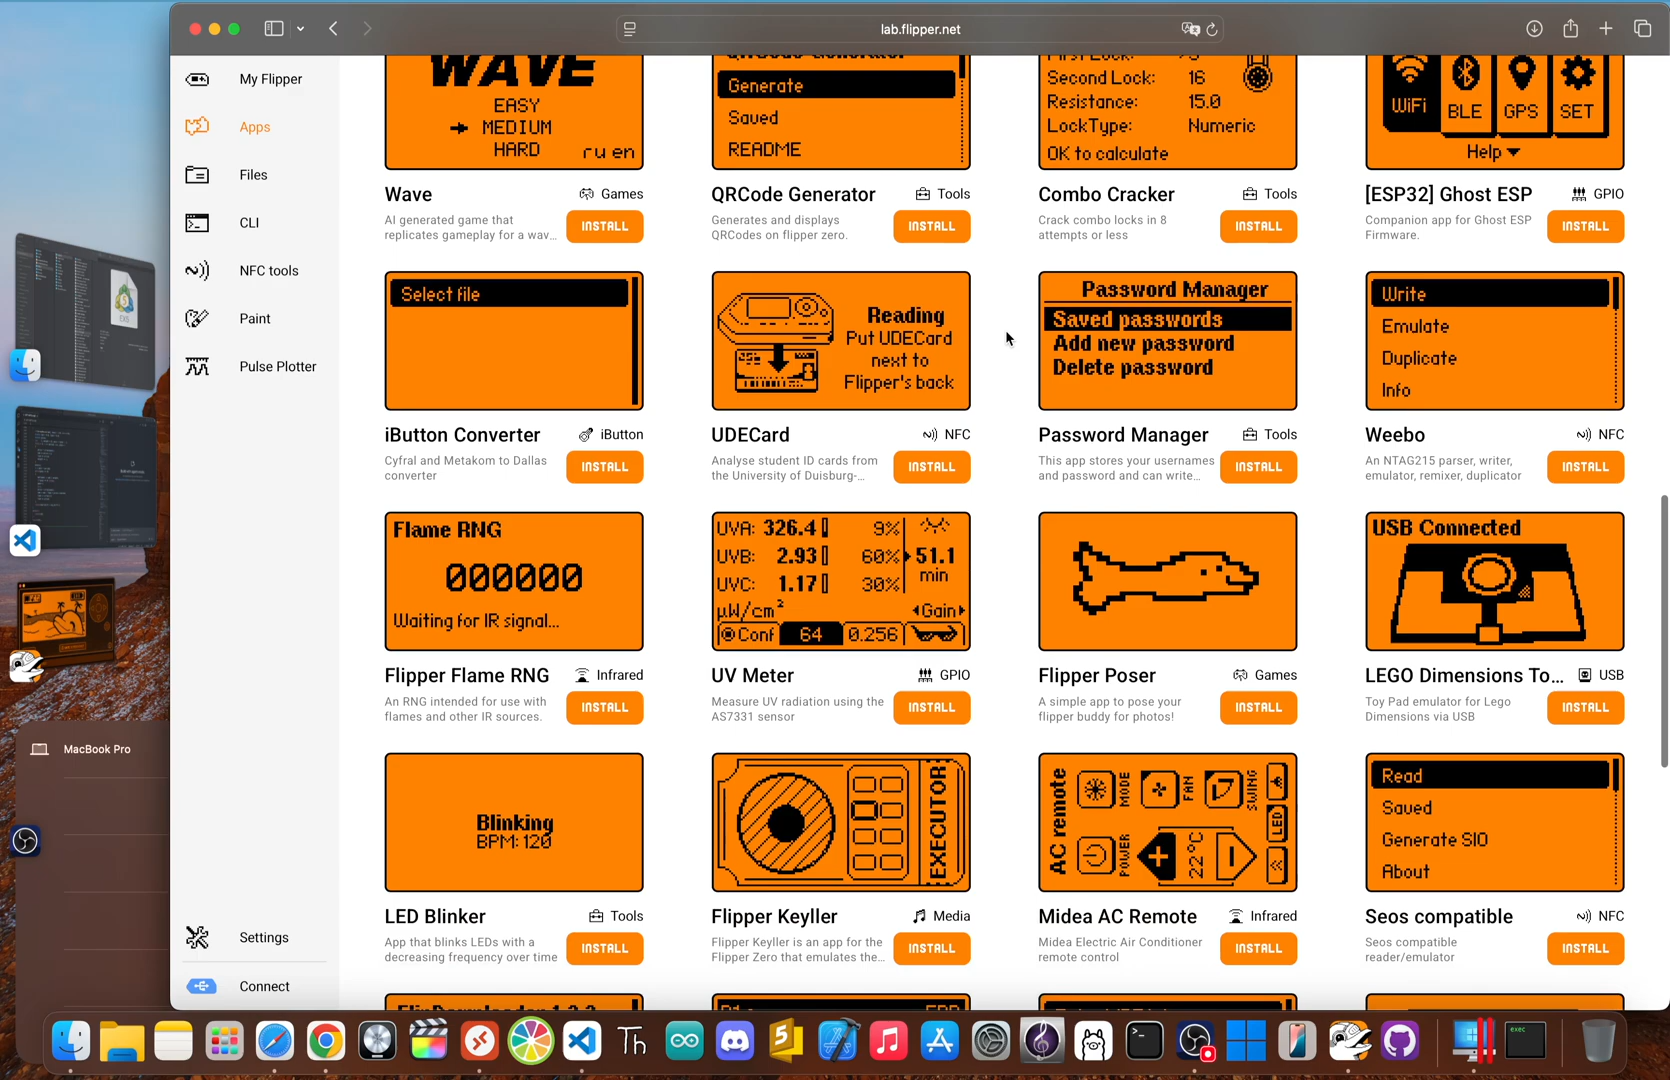 lab.flipper.net
My Flipper
Apps
Files
CLI
NFC tools
Paint
Pulse Plotter
Settings
Connect
MacBook Pro
WAVE
EASY
MEDIUM
HARD
ru en
Wave
Games
AI generated game that
replicates gameplay for a wav...
INSTALL
QRCode Generator
Generate
Saved
README
QRCode Generator
Tools
Generates and displays
QRCodes on flipper zero.
INSTALL
Second Lock: 16
Resistance: 15.0
LockType: Numeric
OK to calculate
Combo Cracker
Tools
Crack combo locks in 8
attempts or less
INSTALL
WiFi
BLE
GPS
SET
Help
[ESP32] Ghost ESP
GPIO
Companion app for Ghost ESP
Firmware.
INSTALL
Select file
iButton Converter
iButton
Cyfral and Metakom to Dallas
converter
INSTALL
Reading
Put UDECard
next to
Flipper's back
UDECard
NFC
Analyse student ID cards from
the University of Duisburg-...
INSTALL
Password Manager
Saved passwords
Add new password
Delete password
Password Manager
Tools
This app stores your usernames
and password and can write...
INSTALL
Write
Emulate
Duplicate
Info
Weebo
NFC
An NTAG215 parser, writer,
emulator, remixer, duplicator
INSTALL
Flame RNG
000000
Waiting for IR signal...
Flipper Flame RNG
Infrared
An RNG intended for use with
flames and other IR sources.
INSTALL
UVA: 326.4 9%
UVB: 2.93 60% 51.1
UVC: 1.17 30% min
µW/cm² Gain
Conf 64 0.256
UV Meter
GPIO
Measure UV radiation using the
AS7331 sensor
INSTALL
Flipper Poser
Games
A simple app to pose your
flipper buddy for photos!
INSTALL
USB Connected
LEGO Dimensions To...
USB
Toy Pad emulator for Lego
Dimensions via USB
INSTALL
Blinking
BPM: 120
LED Blinker
Tools
App that blinks LEDs with a
decreasing frequency over time
INSTALL
EXECUTOR
Flipper Keyller
Media
Flipper Keyller is an app for the
Flipper Zero that emulates the...
INSTALL
AC remote
MODE
FAN
SWING
POWER
22°C
LED
Midea AC Remote
Infrared
Midea Electric Air Conditioner
remote control
INSTALL
Read
Saved
Generate SIO
About
Seos compatible
NFC
Seos compatible
reader/emulator
INSTALL
Th
exec